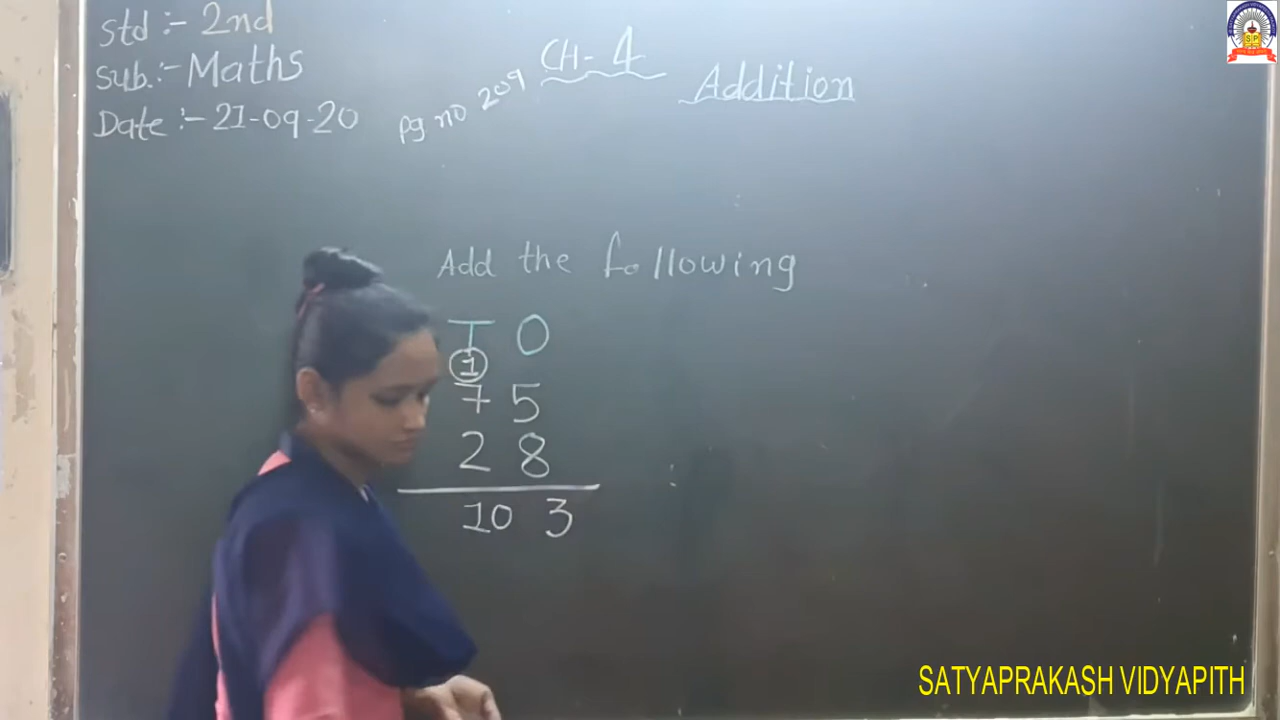 Std :- 2nd
Sub. :- Maths
Date :- 21-09-20
pg no 209
CH- 4
Addition
Add the following
T O
1
7 5
2 8
10 3
SP
SATYAPRAKASH VIDYAPITH